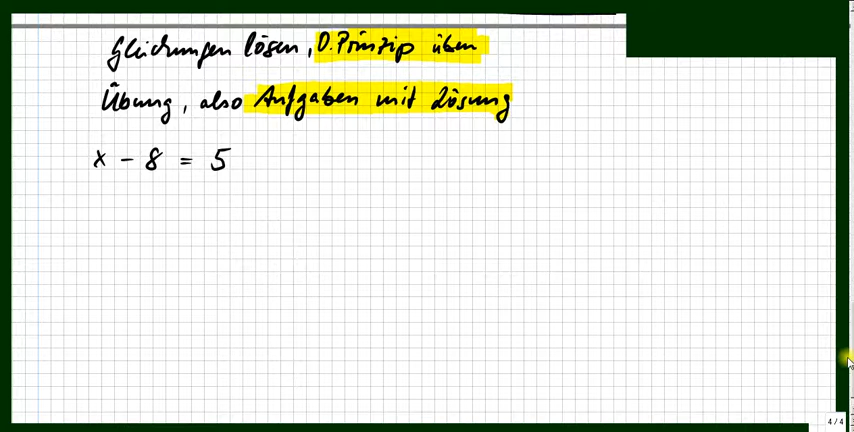 Gleichungen lösen, D.Prinzip üben
Übung, also Aufgaben mit Lösung
x - 8 = 5
4/4